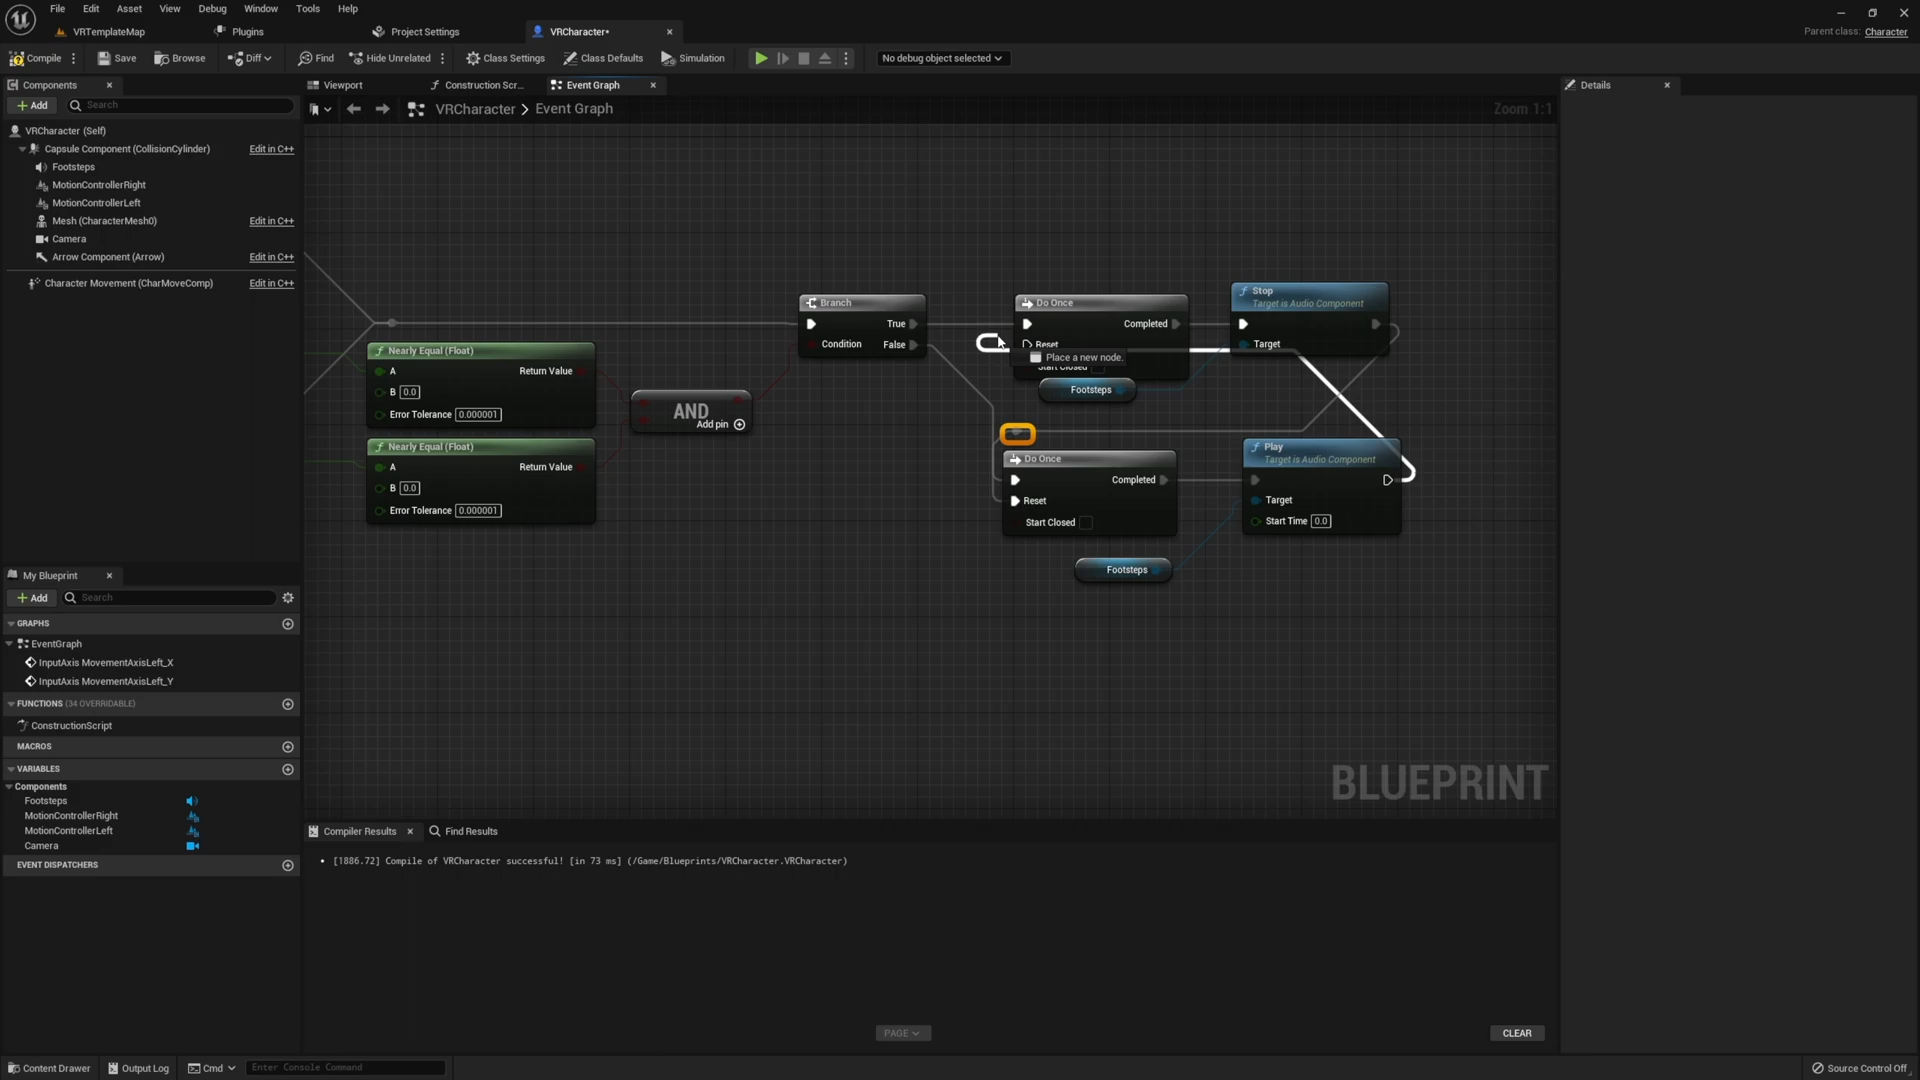 File Edit Asset View Window Debug Tools Help
VRTemplateMap Plugins Project Settings VRCharacter*
Parent class: Character
Compile Save Browse Diff Find Hide Unrelated Class Settings Class Defaults Simulation No debug object selected
Components
Add Search
VRCharacter (Self)
Capsule Component (CollisionCylinder) Edit in C++
Footsteps
MotionControllerRight
MotionControllerLeft
Mesh (CharacterMesh0) Edit in C++
Camera
Arrow Component (Arrow) Edit in C++
Character Movement (CharMoveComp) Edit in C++
My Blueprint
Add Search
GRAPHS
EventGraph
InputAxis MovementAxisLeft_X
InputAxis MovementAxisLeft_Y
FUNCTIONS (34 OVERRIDABLE)
ConstructionScript
MACROS
VARIABLES
Components
Footsteps
MotionControllerRight
MotionControllerLeft
Camera
EVENT DISPATCHERS
Viewport Construction Scr... Event Graph
VRCharacter > Event Graph
Zoom 1:1
Nearly Equal (Float)
A Return Value
B 0.0
Error Tolerance 0.000001
Nearly Equal (Float)
A Return Value
B 0.0
Error Tolerance 0.000001
AND
Add pin
Branch
True
Condition False
Do Once
Completed
Reset
Place a new node.
Start Closed
Footsteps
Stop
Target is Audio Component
Target
Do Once
Completed
Reset
Start Closed
Footsteps
Play
Target is Audio Component
Target
Start Time 0.0
BLUEPRINT
Compiler Results Find Results
[1886.72] Compile of VRCharacter successful! [in 73 ms] (/Game/Blueprints/VRCharacter.VRCharacter)
PAGE
CLEAR
Details
Content Drawer Output Log Cmd Enter Console Command
Source Control Off